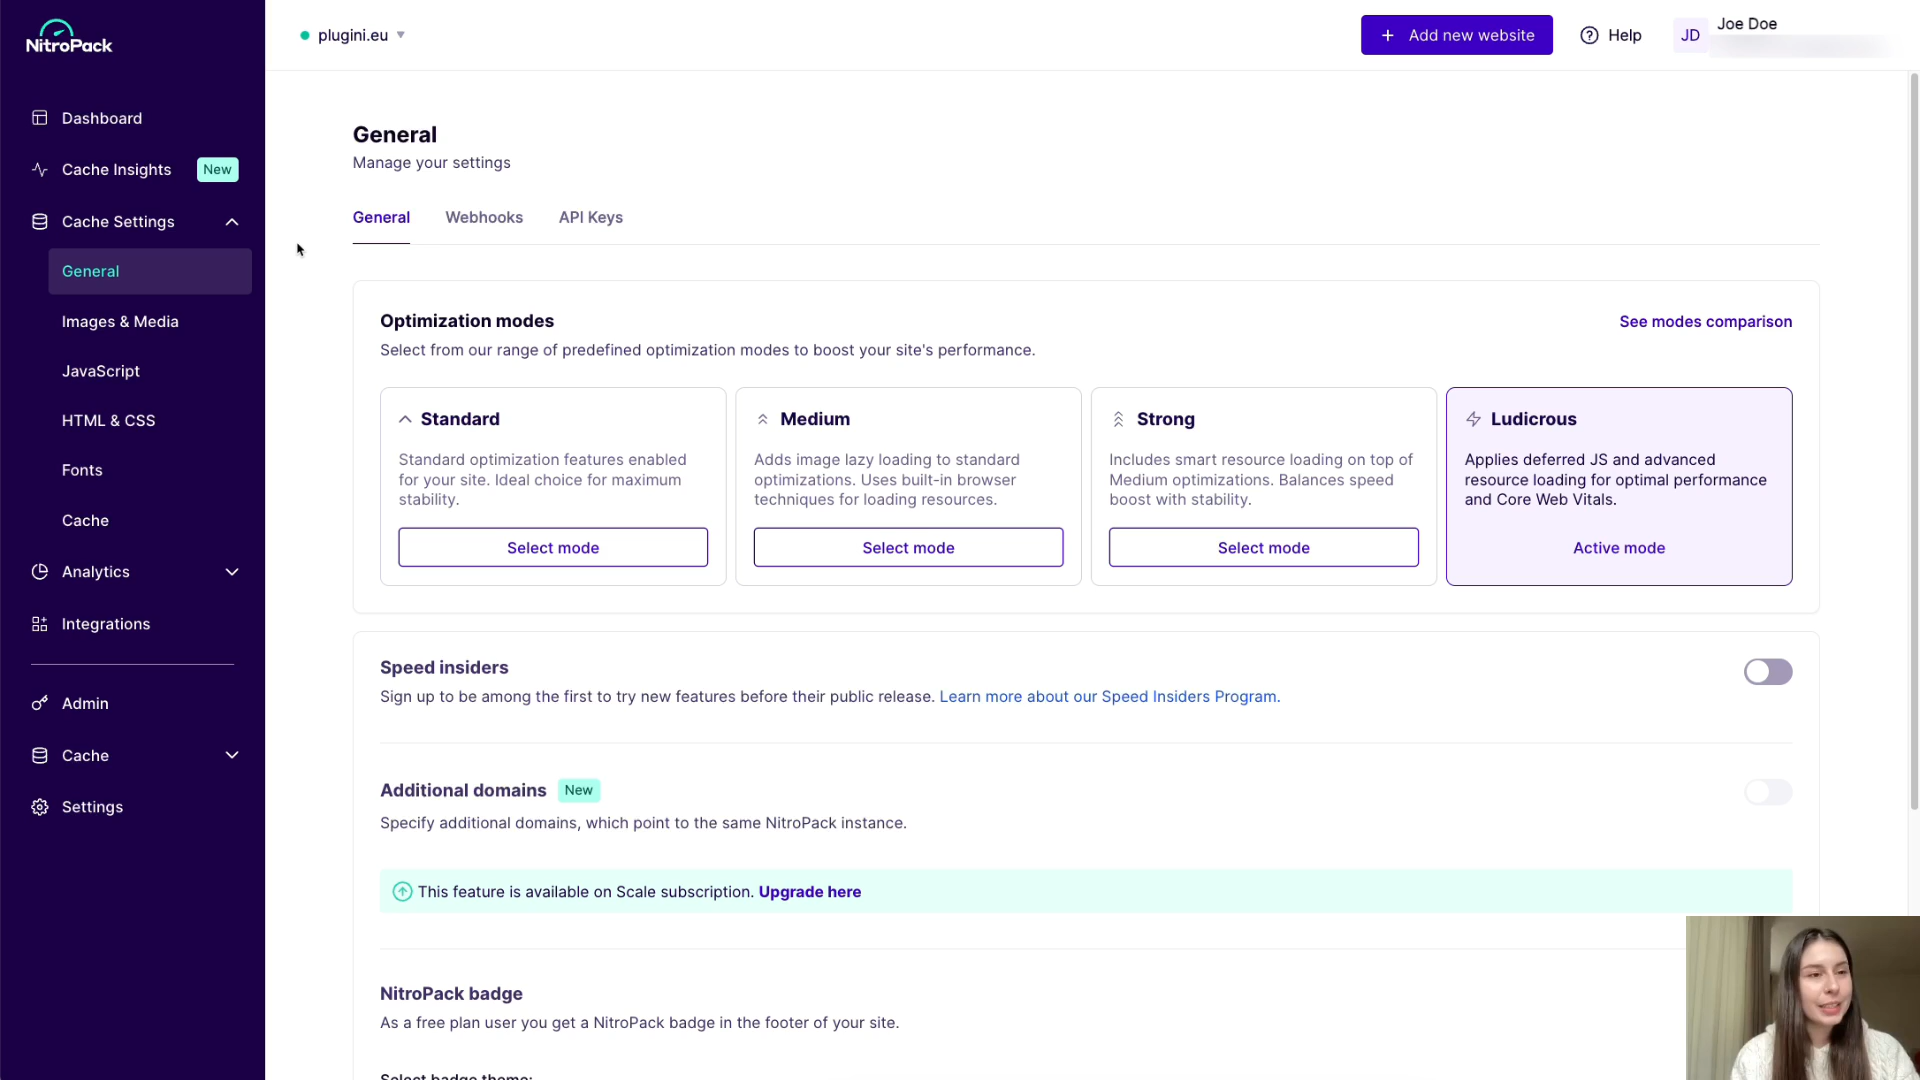 NitroPack
plugini.eu
Add new website
Help
JD
Joe Doe
Dashboard
Cache Insights
New
Cache Settings
General
Images & Media
JavaScript
HTML & CSS
Fonts
Cache
Analytics
Integrations
Admin
Cache
Settings
General
Manage your settings
General
Webhooks
API Keys
Optimization modes
See modes comparison
Select from our range of predefined optimization modes to boost your site's performance.
Standard
Standard optimization features enabled
for your site. Ideal choice for maximum
stability.
Select mode
Medium
Adds image lazy loading to standard
optimizations. Uses built-in browser
techniques for loading resources.
Select mode
Strong
Includes smart resource loading on top of
Medium optimizations. Balances speed
boost with stability.
Select mode
Ludicrous
Applies deferred JS and advanced
resource loading for optimal performance
and Core Web Vitals.
Active mode
Speed insiders
Sign up to be among the first to try new features before their public release. Learn more about our Speed Insiders Program.
Additional domains
New
Specify additional domains, which point to the same NitroPack instance.
This feature is available on Scale subscription. Upgrade here
NitroPack badge
As a free plan user you get a NitroPack badge in the footer of your site.
Select badge theme: